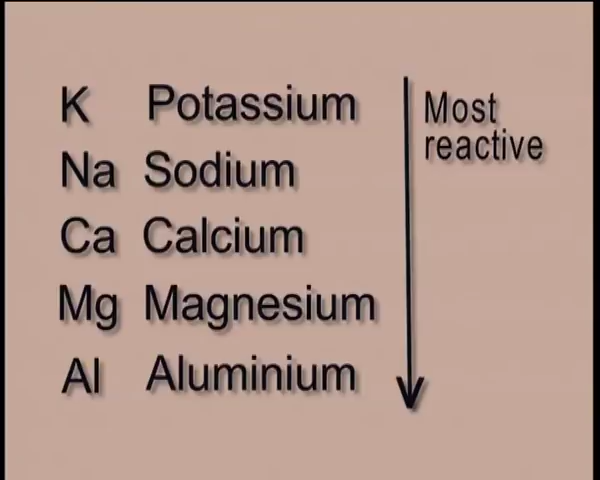 K Potassium
Most
reactive
Na Sodium
Ca Calcium
Mg Magnesium
Al Aluminium